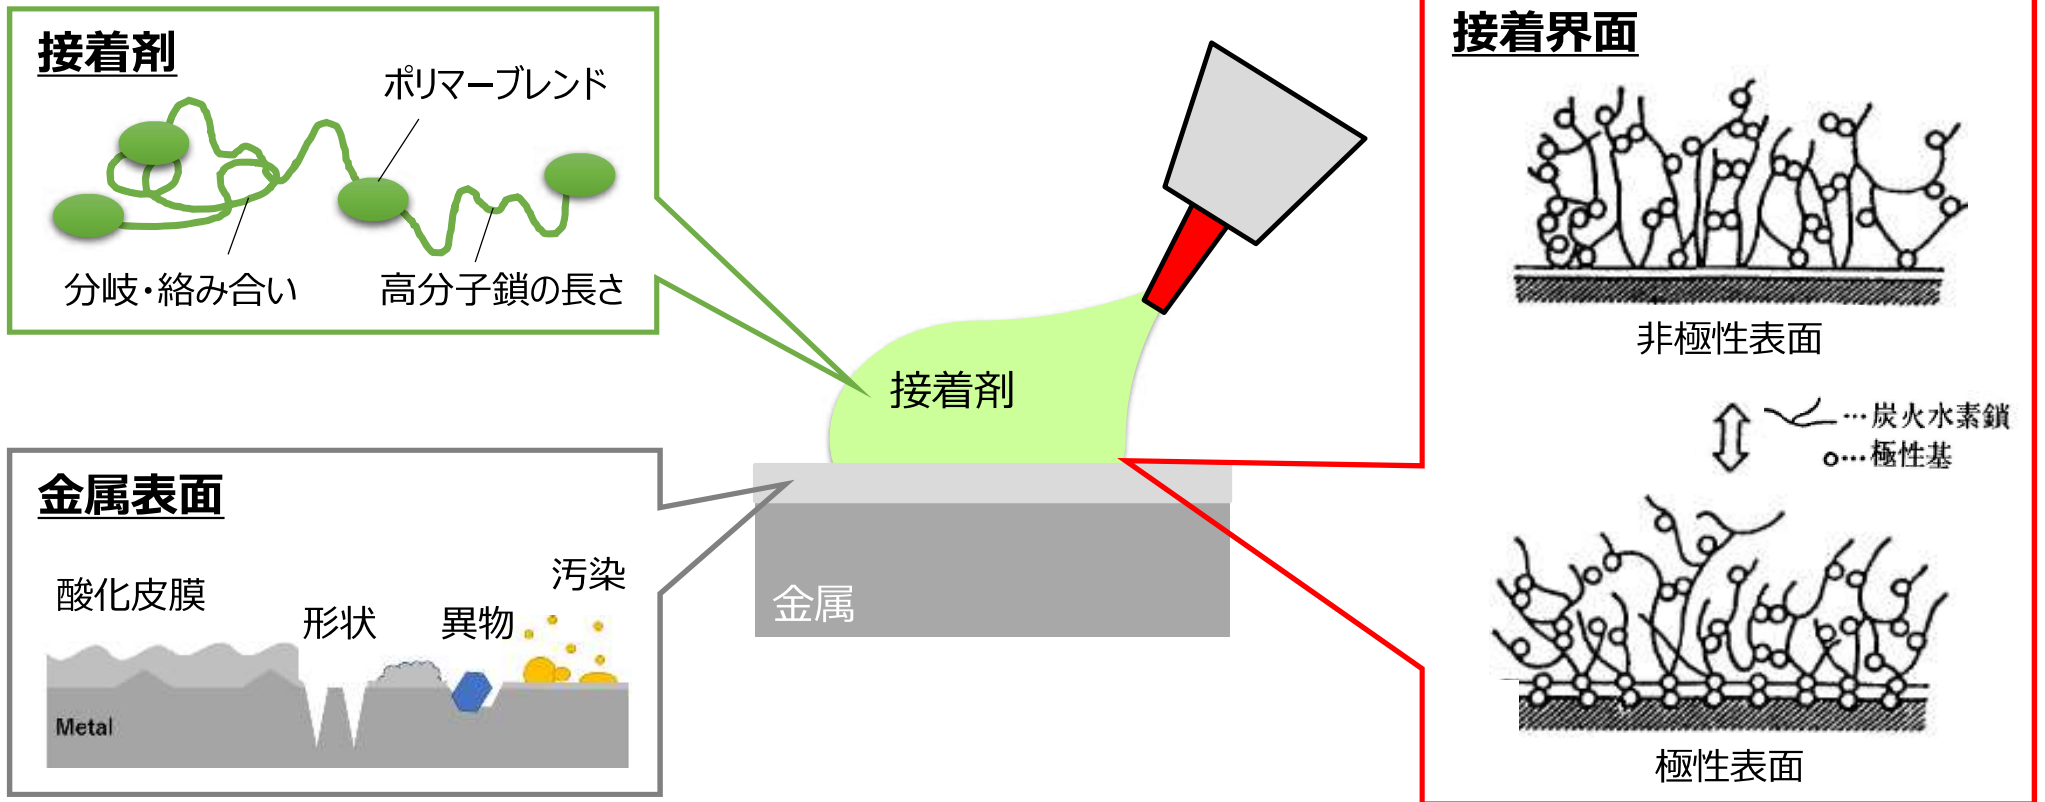 接着剤
ポリマーブレンド
分岐・絡み合い
高分子鎖の長さ
接着剤
金属
金属表面
酸化皮膜
形状
異物
汚染
Metal
接着界面
非極性表面
…炭火水素鎖
…極性基
極性表面